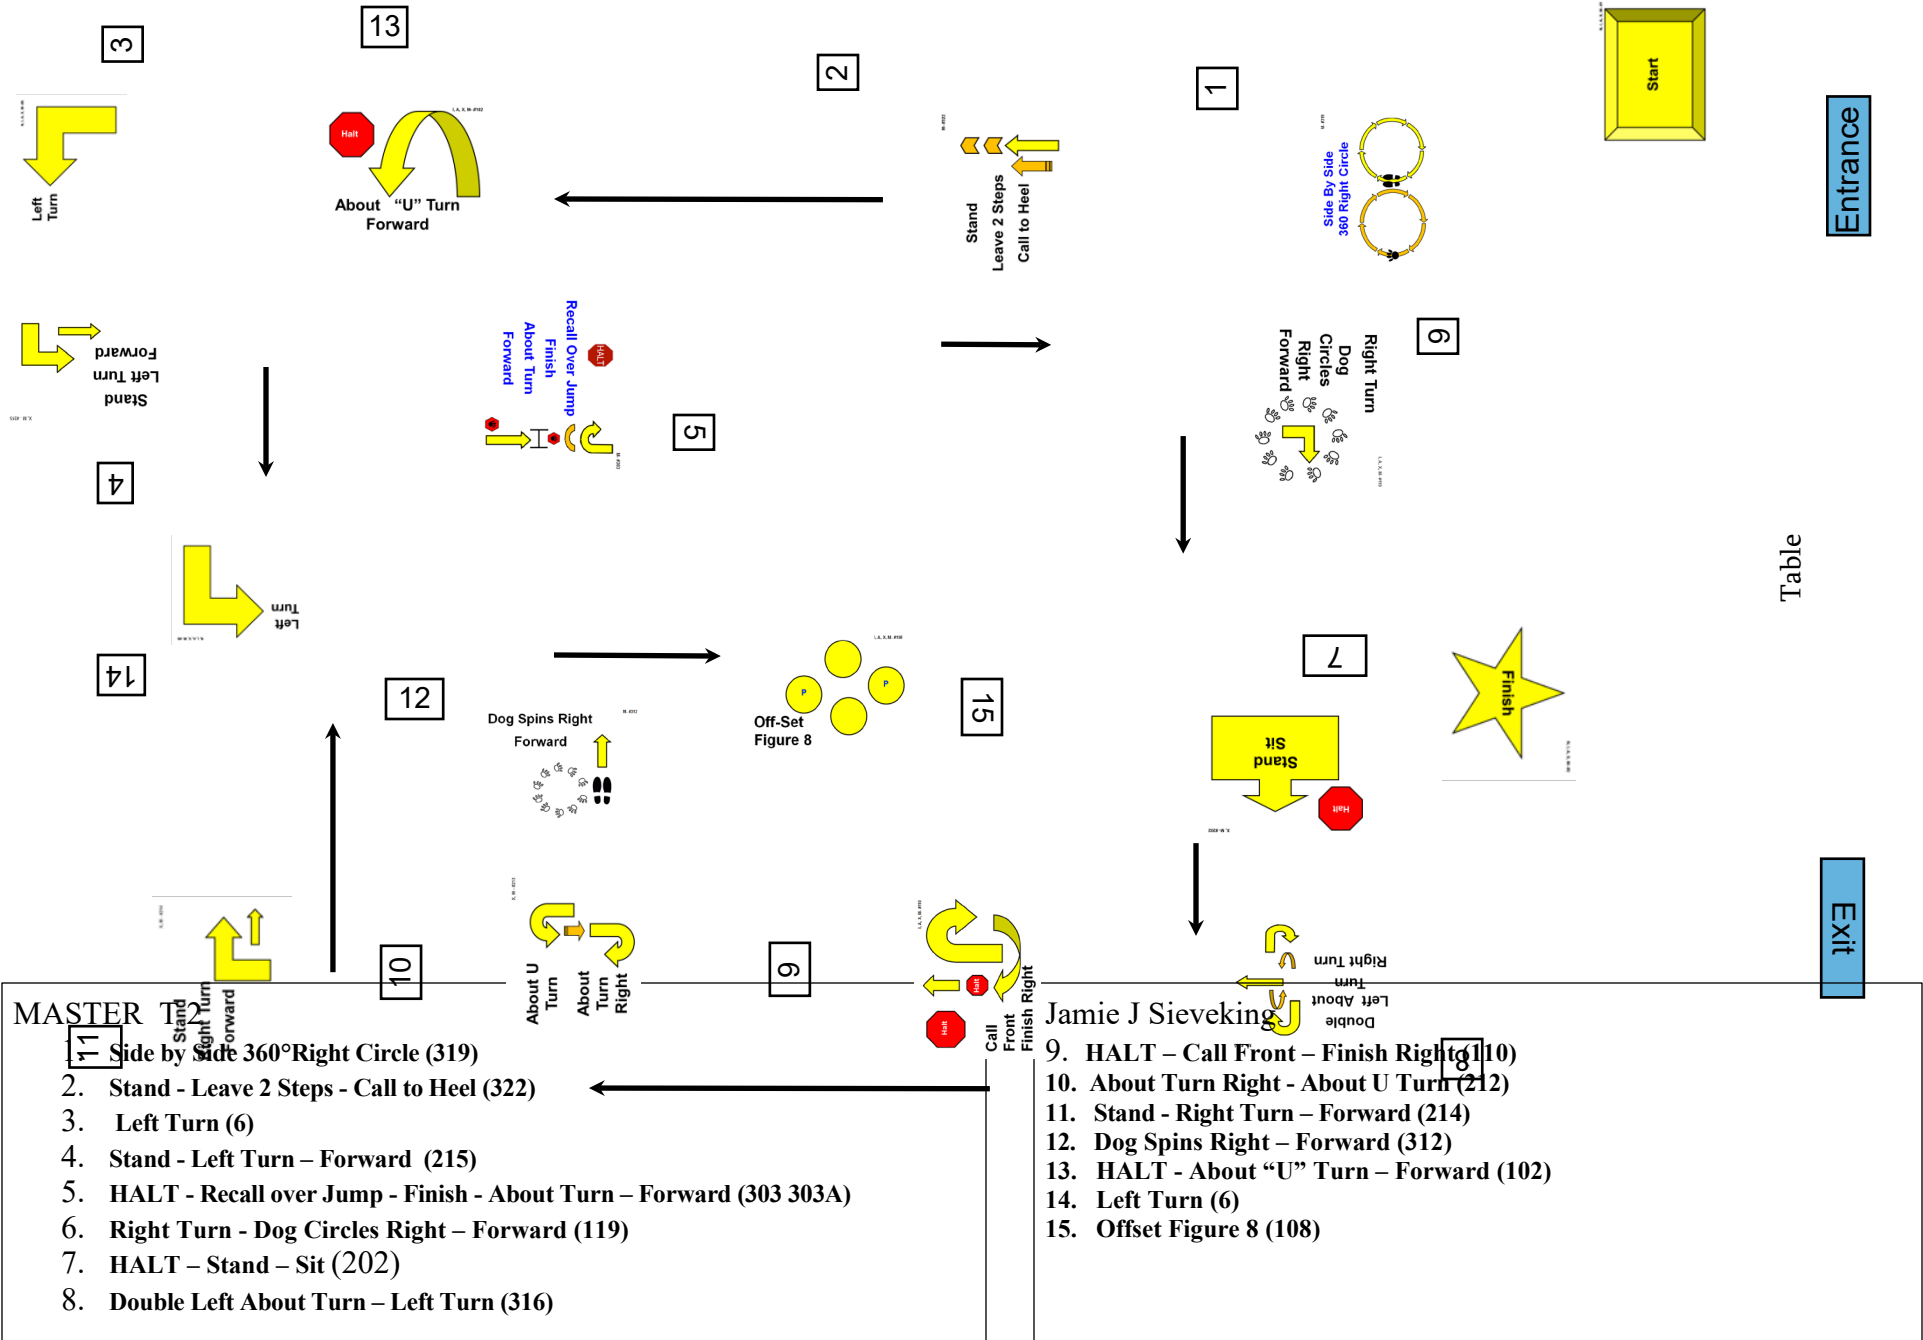 3
13
2
1
Start
Entrance
Left
Turn
I, A, X, M- #102
Halt
About "U" Turn
Forward
Stand
Leave 2 Steps
Call to Heel
Side By Side
360 Right Circle
Stand
Left Turn
Forward
4
HALT
Recall Over Jump
Finish
About Turn
Forward
5
Right Turn
Dog
Circles
Right
Forward
6
Table
Left
Turn
14
12
Dog Spins Right
Forward
P
P
Off-Set
Figure 8
15
7
Stand
Sit
Halt
Finish
Exit
Stand
Right Turn
Forward
11
10
About U
Turn
About
Turn
Right
9
Halt
Halt
Call
Front
Finish Right
Double
Left About
Turn
Right Turn
8
MASTER T2
1. Side by Side 360°Right Circle (319)
2. Stand - Leave 2 Steps - Call to Heel (322)
3. Left Turn (6)
4. Stand - Left Turn – Forward (215)
5. HALT - Recall over Jump - Finish - About Turn – Forward (303 303A)
6. Right Turn - Dog Circles Right – Forward (119)
7. HALT – Stand – Sit (202)
8. Double Left About Turn – Left Turn (316)
Jamie J Sieveking
9. HALT – Call Front – Finish Right (110)
10. About Turn Right - About U Turn (212)
11. Stand - Right Turn – Forward (214)
12. Dog Spins Right – Forward (312)
13. HALT - About “U” Turn – Forward (102)
14. Left Turn (6)
15. Offset Figure 8 (108)